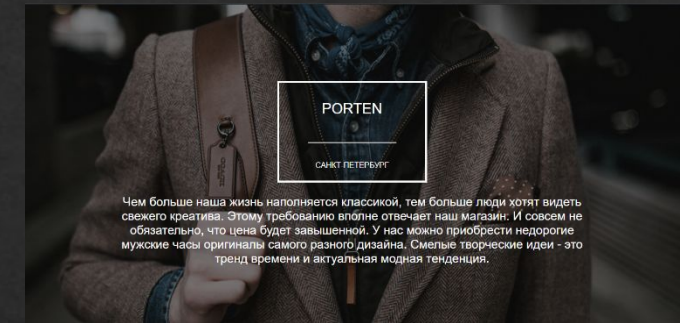 PORTEN
САНКТ-ПЕТЕРБУРГ
Чем больше наша жизнь наполняется классикой, тем больше люди хотят видеть
свежего креатива. Этому требованию вполне отвечает наш магазин. И совсем не
обязательно, что цена будет завышенной. У нас можно приобрести недорогие
мужские часы оригиналы самого разного дизайна. Смелые творческие идеи - это
тренд времени и актуальная модная тенденция.